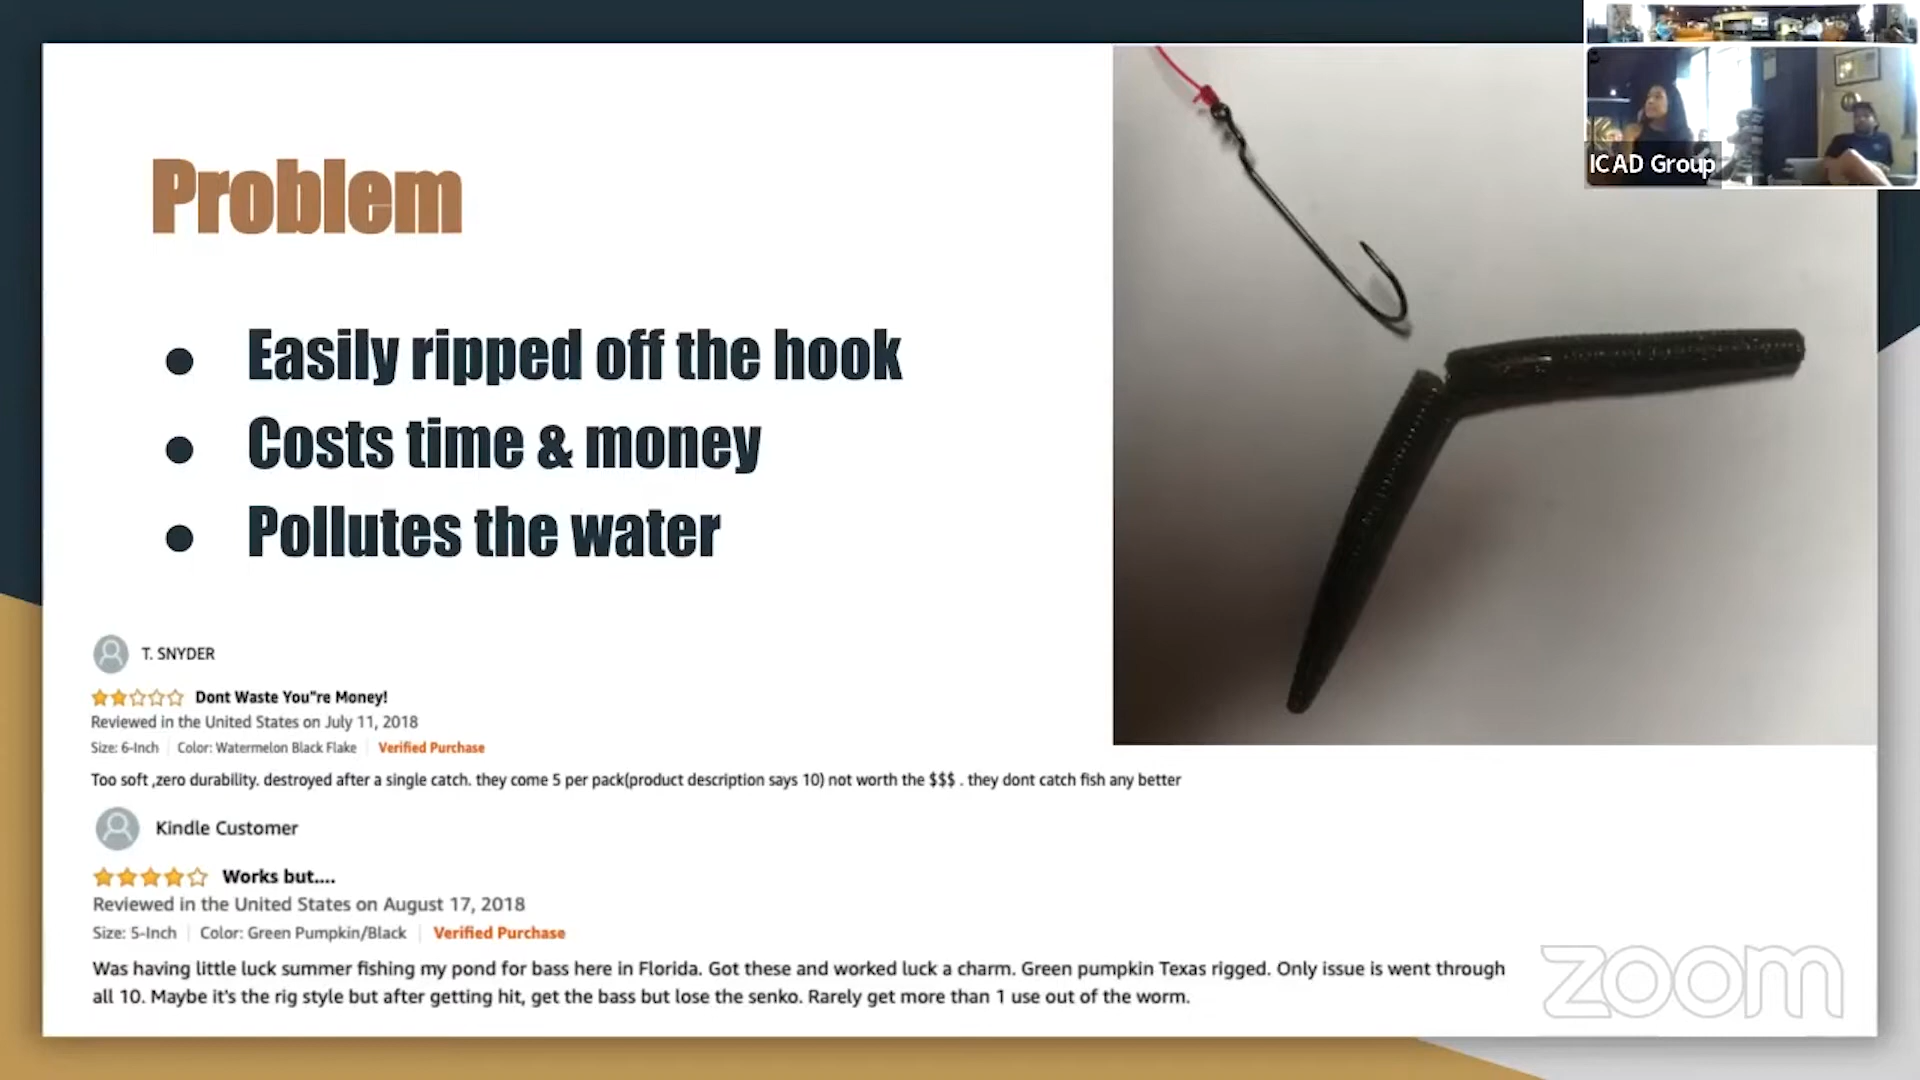 Problem
● Easily ripped off the hook
● Costs time & money
● Pollutes the water
T. SNYDER
Dont Waste You"re Money!
Reviewed in the United States on July 11, 2018
Size: 6-Inch | Color: Watermelon Black Flake | Verified Purchase
Too soft ,zero durability. destroyed after a single catch. they come 5 per pack(product description says 10) not worth the $$$ . they dont catch fish any better
Kindle Customer
Works but....
Reviewed in the United States on August 17, 2018
Size: 5-Inch | Color: Green Pumpkin/Black | Verified Purchase
Was having little luck summer fishing my pond for bass here in Florida. Got these and worked luck a charm. Green pumpkin Texas rigged. Only issue is went through
all 10. Maybe it's the rig style but after getting hit, get the bass but lose the senko. Rarely get more than 1 use out of the worm.
ICAD Group
zoom